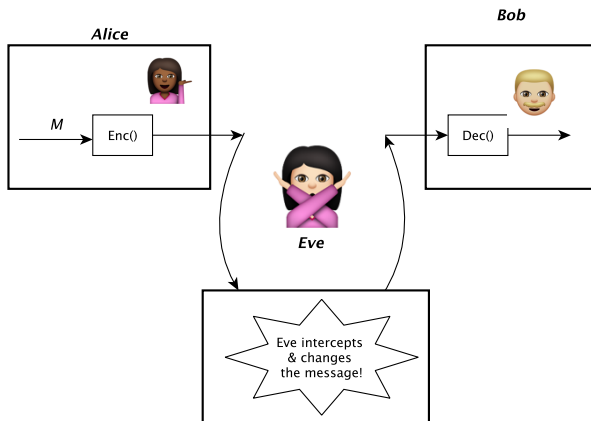 Alice
Bob
M
Enc()
Dec()
Eve
Eve intercepts
& changes
the message!